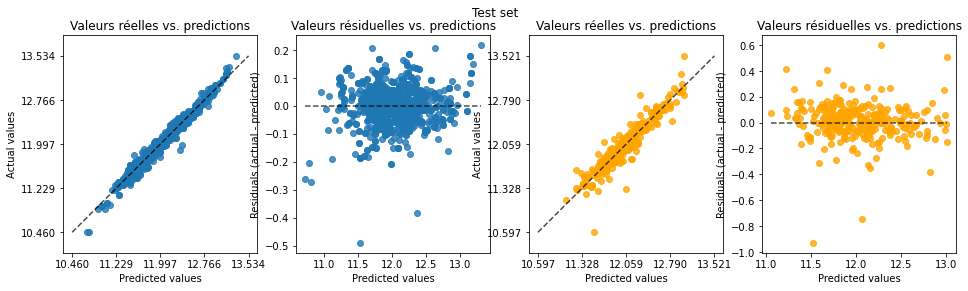 Test set
Valeurs réelles vs. predictions
Actual values
13.534
12.766
11.997
11.229
10.460
10.460 11.229 11.997 12.766 13.534
Predicted values
Valeurs résiduelles vs. predictions
Residuals (actual - predicted)
0.2
0.1
0.0
−0.1
−0.2
−0.3
−0.4
−0.5
11.0 11.5 12.0 12.5 13.0
Predicted values
Valeurs réelles vs. predictions
Actual values
13.521
12.790
12.059
11.328
10.597
10.597 11.328 12.059 12.790 13.521
Predicted values
Valeurs résiduelles vs. predictions
Residuals (actual - predicted)
0.6
0.4
0.2
0.0
−0.2
−0.4
−0.6
−0.8
−1.0
11.0 11.5 12.0 12.5 13.0
Predicted values